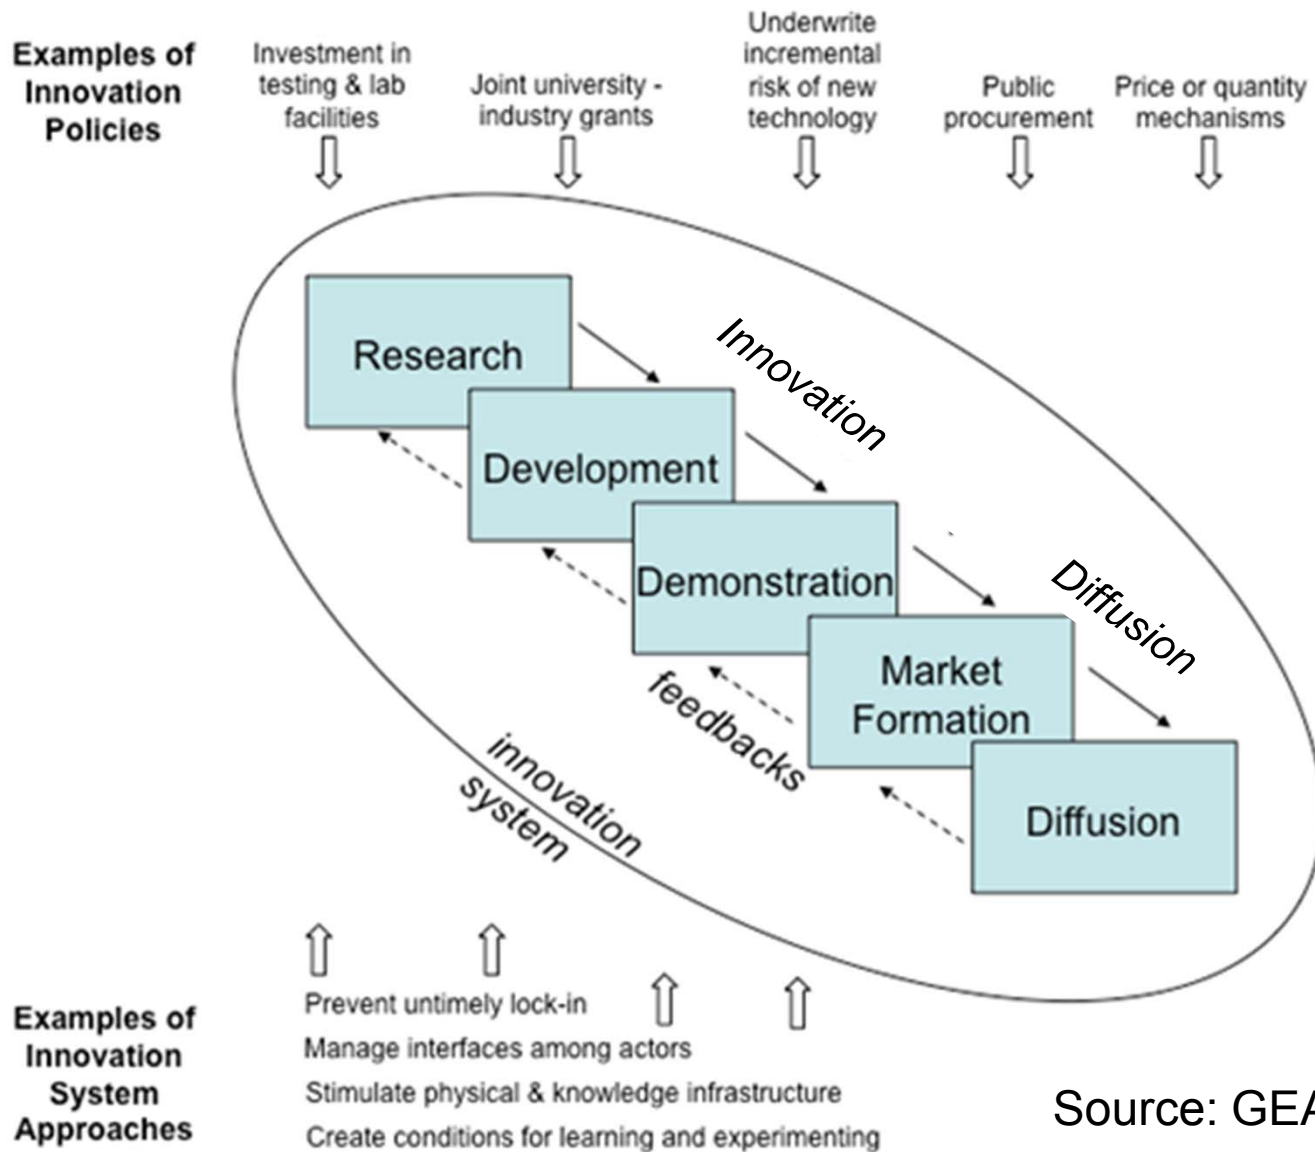 Examples of
Innovation
Policies
Investment in
testing & lab
facilities
Joint university -
industry grants
Underwrite
incremental
risk of new
technology
Public
procurement
Price or quantity
mechanisms
Research
Development
Demonstration
Market
Formation
Diffusion
Innovation
Diffusion
feedbacks
innovation
system
Examples of
Innovation
System
Approaches
Prevent untimely lock-in
Manage interfaces among actors
Stimulate physical & knowledge infrastructure
Create conditions for learning and experimenting
Source: GEA